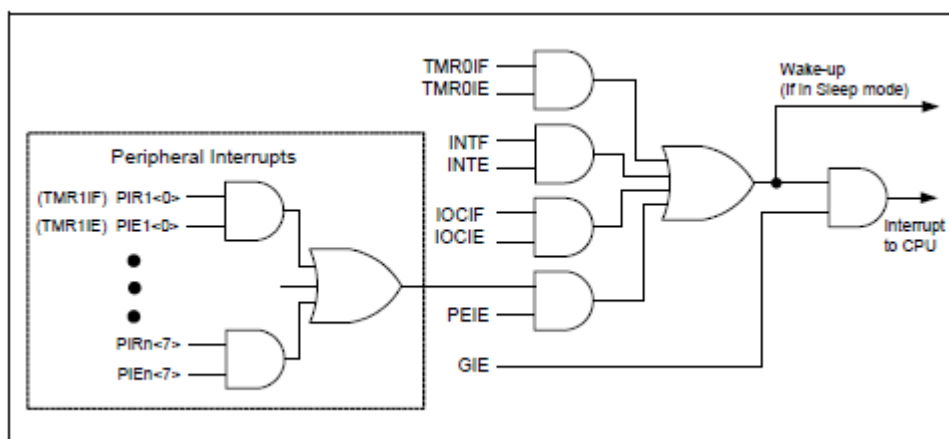 TMR0IF
TMR0IE
Wake-up
(If in Sleep mode)
INTF
INTE
Peripheral Interrupts
(TMR1IF) PIR1<0>
(TMR1IE) PIE1<0>
IOCIF
IOCIE
Interrupt
to CPU
PEIE
PIRn<7>
PIEn<7>
GIE